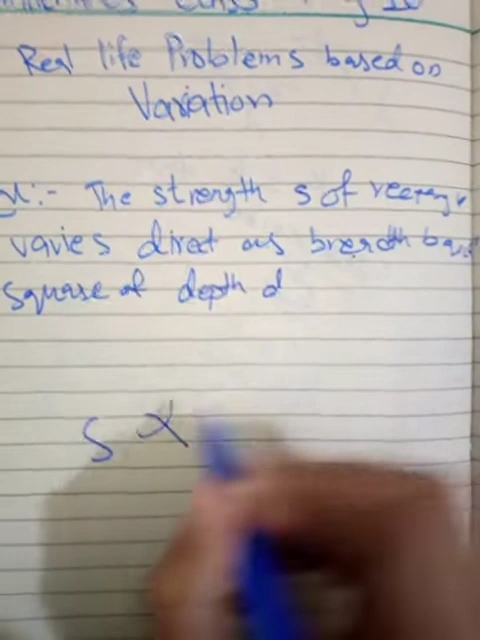 Real life Problems based on
Variation
:- The strength s of
varies direct as breadth b
square of depth d
S ∝